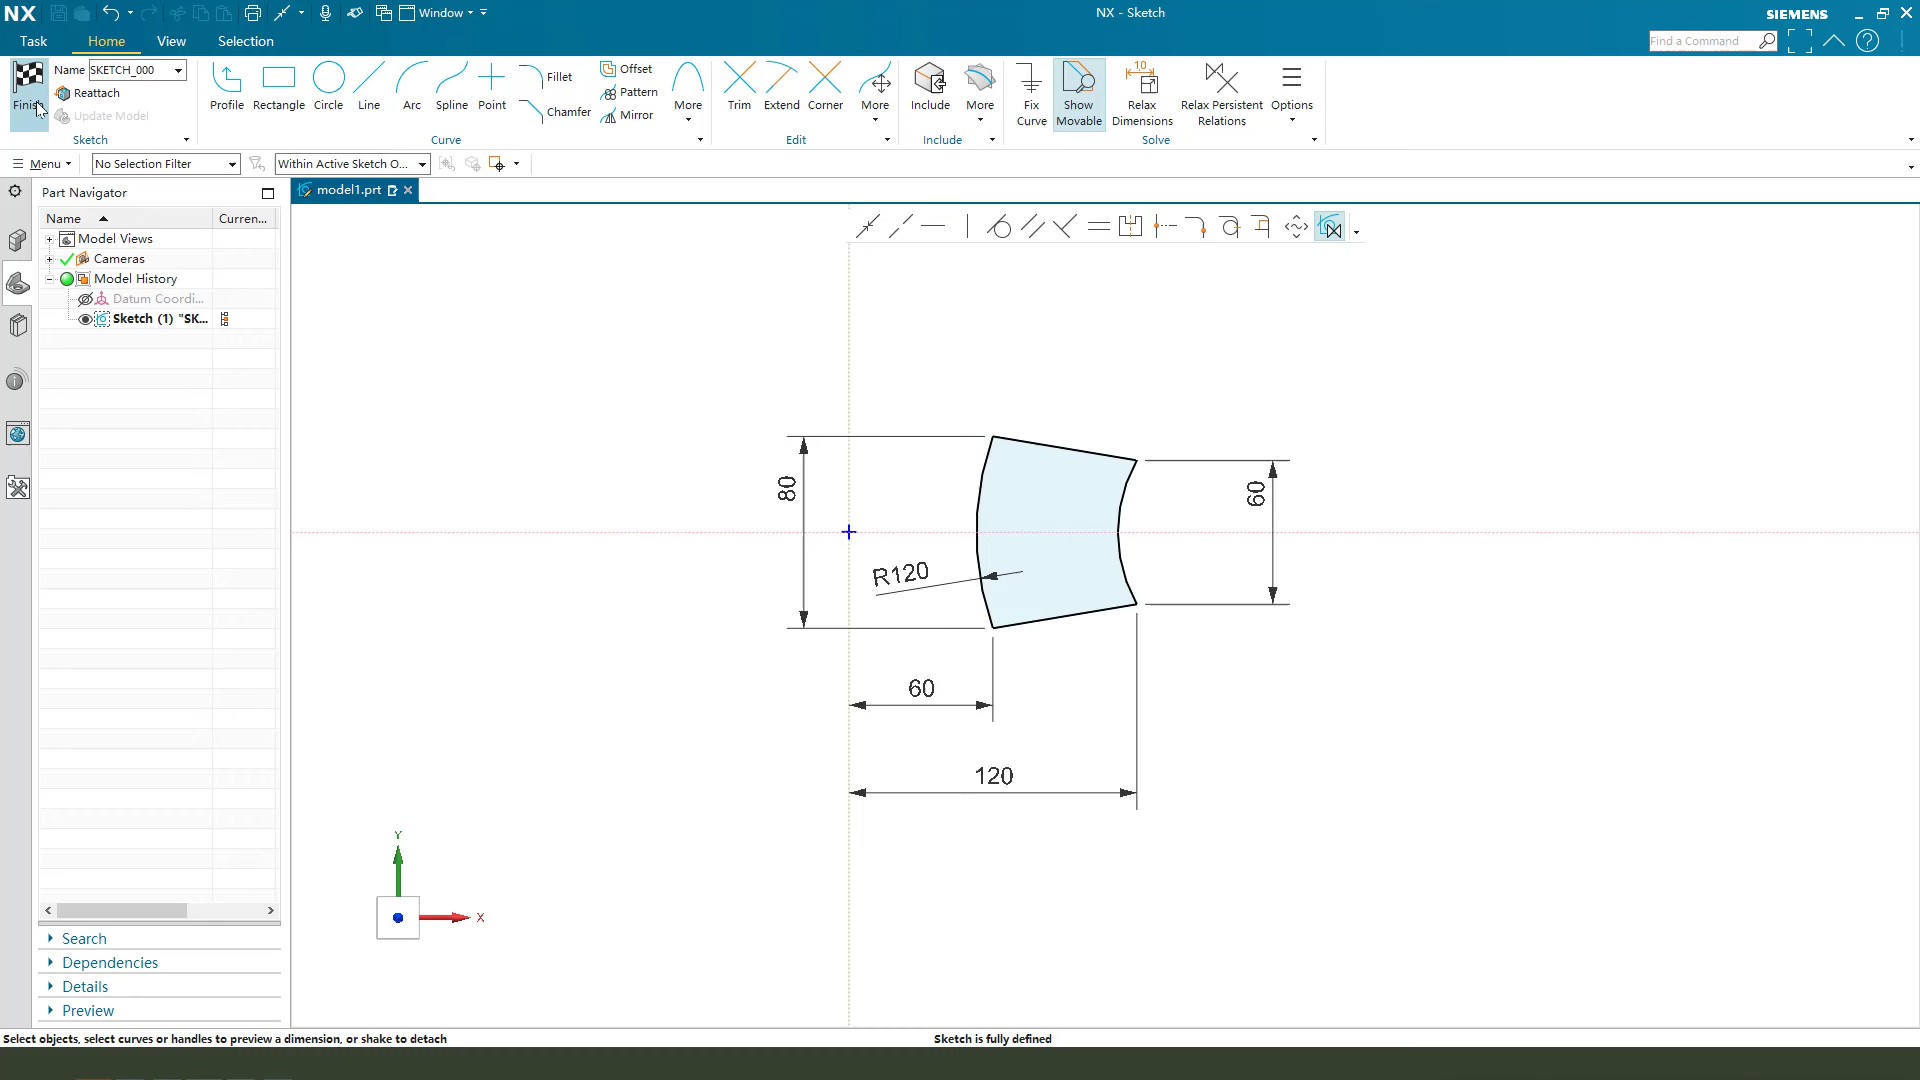 NX
Window
NX - Sketch
SIEMENS
Task
Home
View
Selection
Find a Command
Finish
Name
SKETCH_000
Reattach
Update Model
Sketch
Profile
Rectangle
Circle
Line
Arc
Spline
Point
Fillet
Chamfer
Offset
Pattern
Mirror
More
Curve
Trim
Extend
Corner
More
Edit
Include
More
Include
Fix
Curve
Show
Movable
1,0
Relax
Dimensions
Relax Persistent
Relations
Options
Solve
Menu
No Selection Filter
Within Active Sketch O...
Part Navigator
model1.prt
Name
Curren...
Model Views
Cameras
Model History
Datum Coordi...
Sketch (1) "SK...
80
60
R120
60
120
Y
X
Search
Dependencies
Details
Preview
Select objects, select curves or handles to preview a dimension, or shake to detach
Sketch is fully defined